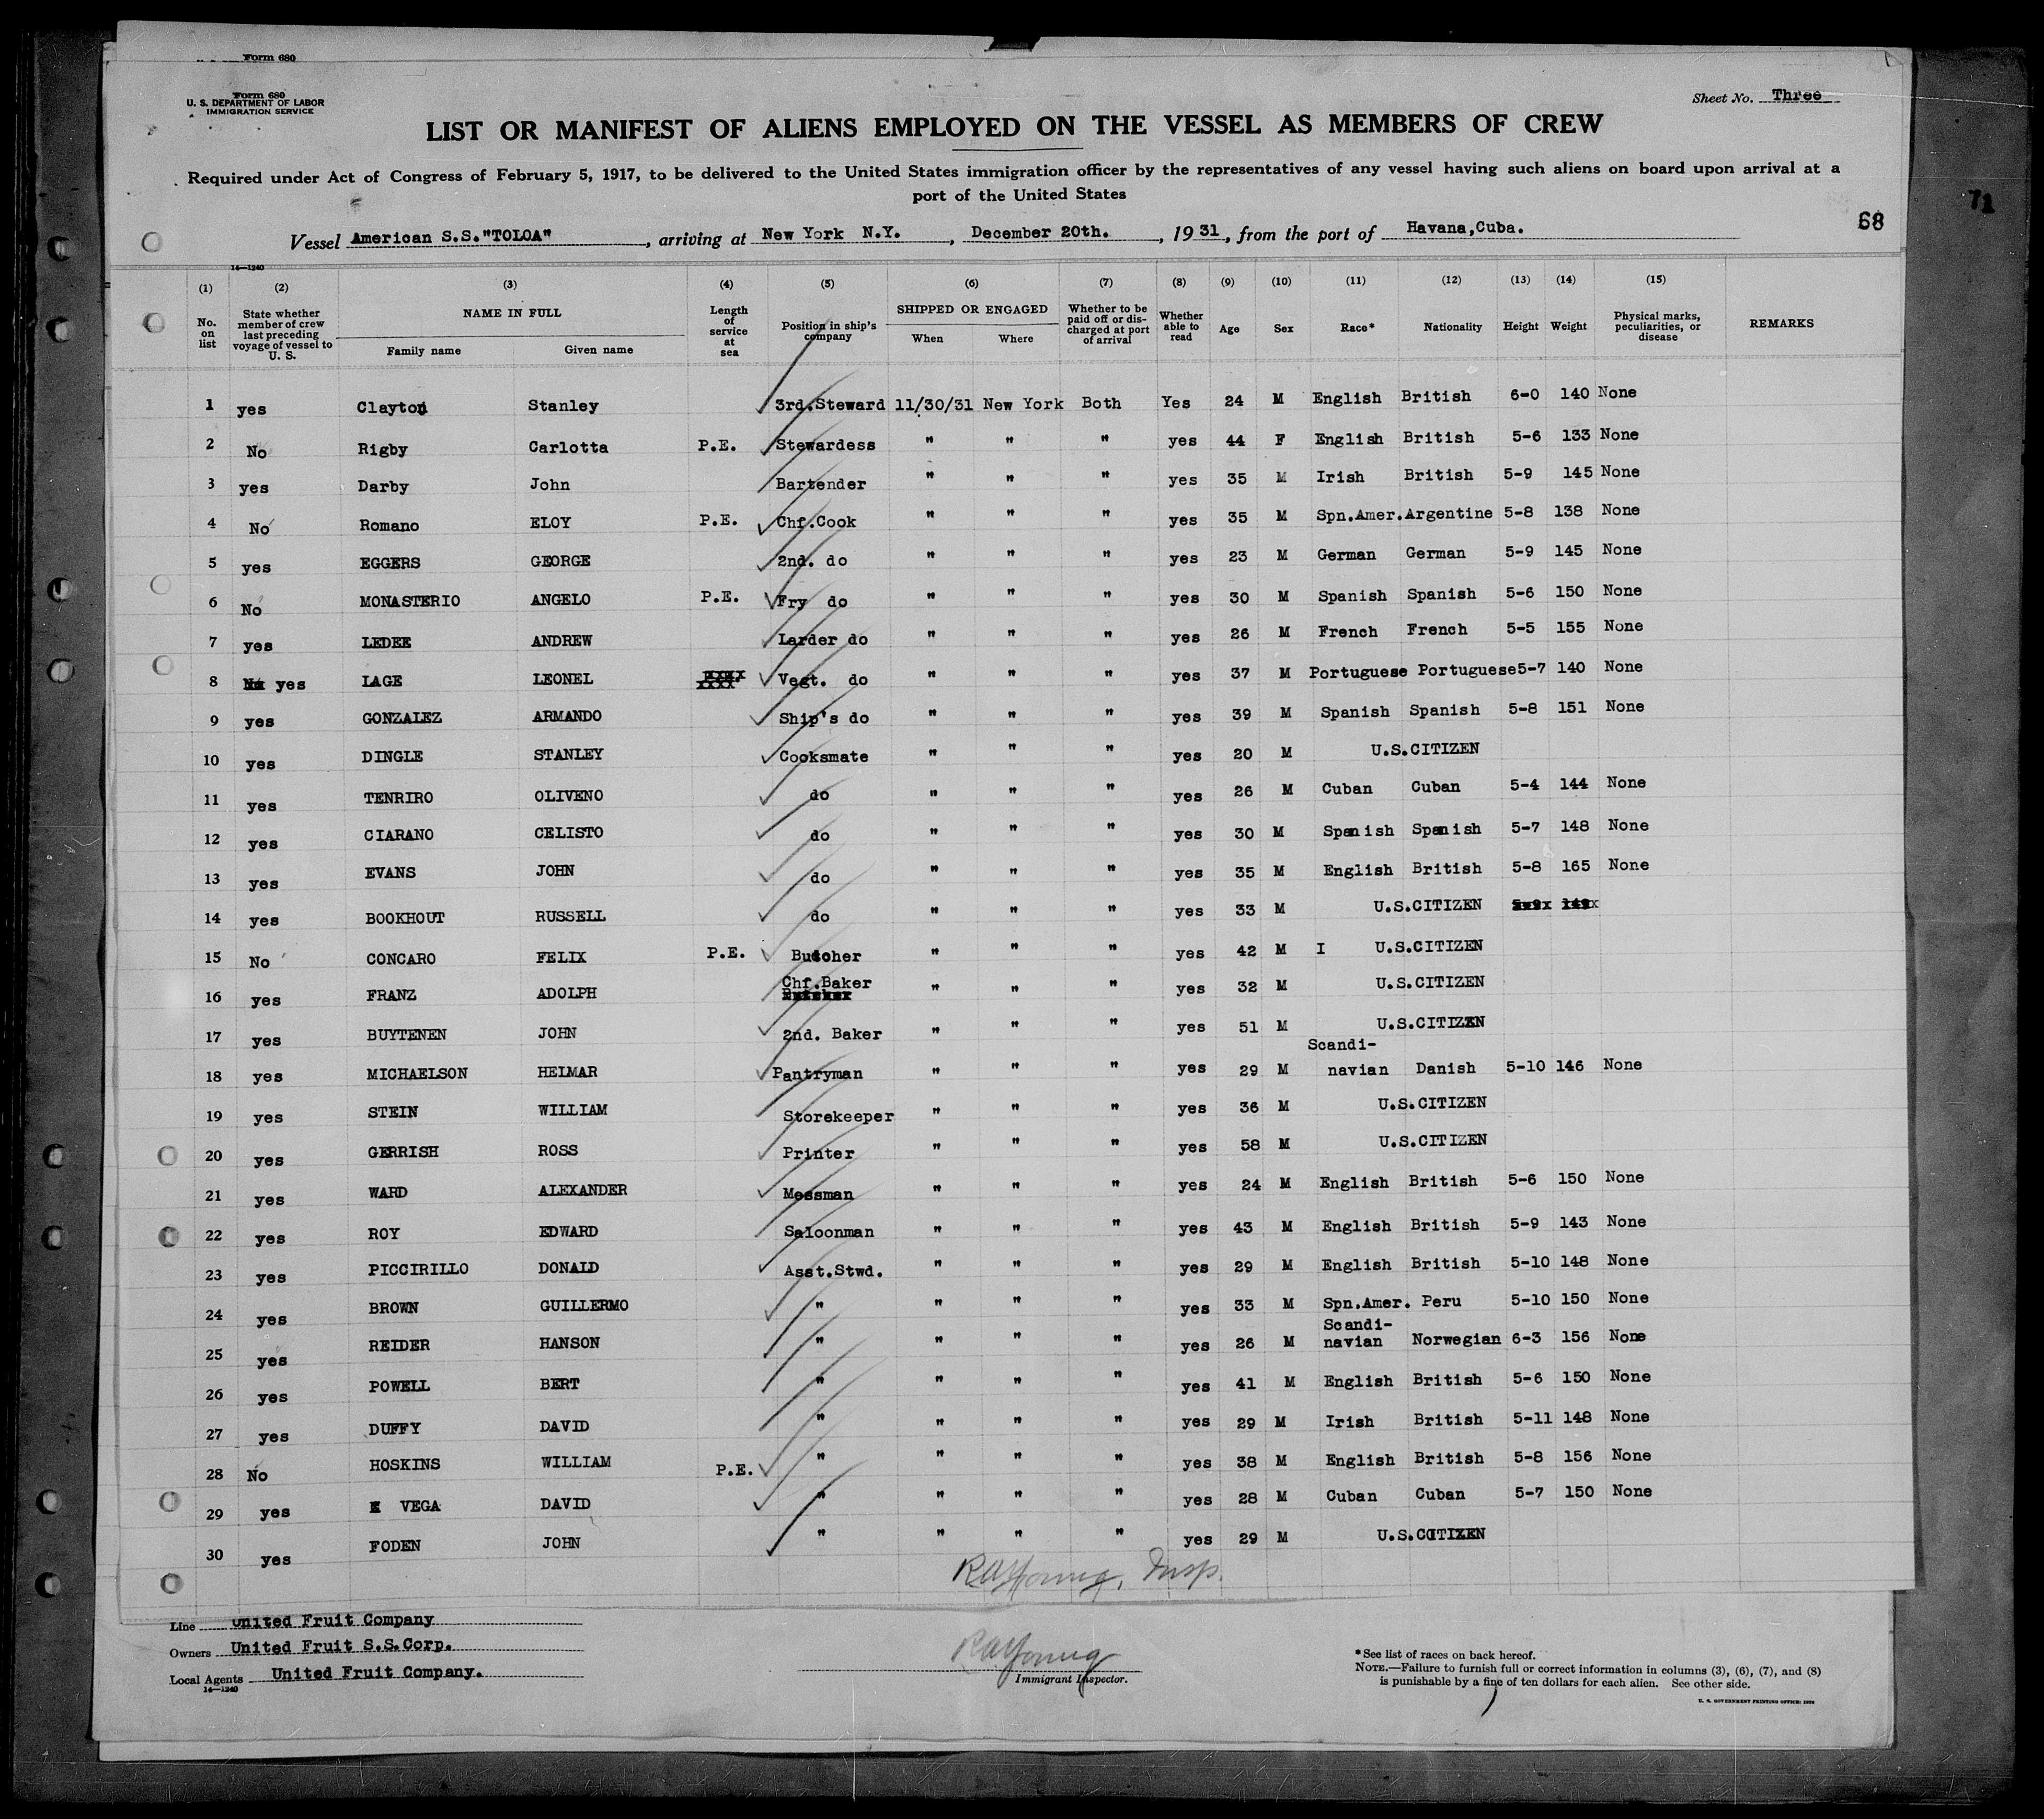 Form 680
Form 680
U. S. DEPARTMENT OF LABOR
IMMIGRATION SERVICE
Sheet No. Three
LIST OR MANIFEST OF ALIENS EMPLOYED ON THE VESSEL AS MEMBERS OF CREW
Required under Act of Congress of February 5, 1917, to be delivered to the United States immigration officer by the representatives of any vessel having such aliens on board upon arrival at a
port of the United States
71
68
Vessel American S.S."TOLOA", arriving at New York N.Y., December 20th., 1931, from the port of Havana,Cuba.
14—1240
(1) (2) (3) (4) (5) (6) (7) (8) (9) (10) (11) (12) (13) (14) (15)
No. on list State whether member of crew last preceding voyage of vessel to U. S. NAME IN FULL Family name Given name Length of service at sea Position in ship's company SHIPPED OR ENGAGED When Where Whether to be paid off or discharged at port of arrival Whether able to read Age Sex Race* Nationality Height Weight Physical marks, peculiarities, or disease REMARKS
1 yes Clayton Stanley 3rd.Steward 11/30/31 New York Both Yes 24 M English British 6-0 140 None
2 No Rigby Carlotta P.E. Stewardess " " " yes 44 F English British 5-6 133 None
3 yes Darby John Bartender " " " yes 35 M Irish British 5-9 145 None
4 No Romano ELOY P.E. Chf.Cook " " " yes 35 M Spn.Amer. Argentine 5-8 138 None
5 yes EGGERS GEORGE 2nd. do " " " yes 23 M German German 5-9 145 None
6 No MONASTERIO ANGELO P.E. Fry do " " " yes 30 M Spanish Spanish 5-6 150 None
7 yes LEDEE ANDREW Larder do " " " yes 26 M French French 5-5 155 None
8 yes LAGE LEONEL Vegt. do " " " yes 37 M Portuguese Portuguese 5-7 140 None
9 yes GONZALEZ ARMANDO Ship's do " " " yes 39 M Spanish Spanish 5-8 151 None
10 yes DINGLE STANLEY Cooksmate " " " yes 20 M U.S.CITIZEN
11 yes TENRIRO OLIVENO do " " " yes 26 M Cuban Cuban 5-4 144 None
12 yes CIARANO CELISTO do " " " yes 30 M Spanish Spanish 5-7 148 None
13 yes EVANS JOHN do " " " yes 35 M English British 5-8 165 None
14 yes BOOKHOUT RUSSELL do " " " yes 33 M U.S.CITIZEN
15 No CONCARO FELIX P.E. Butcher " " " yes 42 M I U.S.CITIZEN
16 yes FRANZ ADOLPH Chf.Baker " " " yes 32 M U.S.CITIZEN
17 yes BUYTENEN JOHN 2nd. Baker " " " yes 51 M U.S.CITIZEN
18 yes MICHAELSON HELMAR Pantryman " " " yes 29 M Scandi-navian Danish 5-10 146 None
19 yes STEIN WILLIAM Storekeeper " " " yes 36 M U.S.CITIZEN
20 yes GERRISH ROSS Printer " " " yes 58 M U.S.CITIZEN
21 yes WARD ALEXANDER Messman " " " yes 24 M English British 5-6 150 None
22 yes ROY EDWARD Saloonman " " " yes 43 M English British 5-9 143 None
23 yes PICCIRILLO DONALD Asst.Stwd. " " " yes 29 M English British 5-10 148 None
24 yes BROWN GUILLERMO " " " " yes 33 M Spn.Amer. Peru 5-10 150 None
25 yes REIDER HANSON " " " " yes 26 M Scandi-navian Norwegian 6-3 156 None
26 yes POWELL BERT " " " " yes 41 M English British 5-6 150 None
27 yes DUFFY DAVID " " " " yes 29 M Irish British 5-11 148 None
28 No HOSKINS WILLIAM P.E. " " " " yes 38 M English British 5-8 156 None
29 yes VEGA DAVID " " " " yes 28 M Cuban Cuban 5-7 150 None
30 yes FODEN JOHN " " " " yes 29 M U.S.CITIZEN
RAYoung, Insp.
Line United Fruit Company
Owners United Fruit S.S.Corp.
Local Agents United Fruit Company.
14—1240
RAYoung
Immigrant Inspector.
*See list of races on back hereof.
NOTE.—Failure to furnish full or correct information in columns (3), (6), (7), and (8)
is punishable by a fine of ten dollars for each alien. See other side.
U. S. GOVERNMENT PRINTING OFFICE: 1928